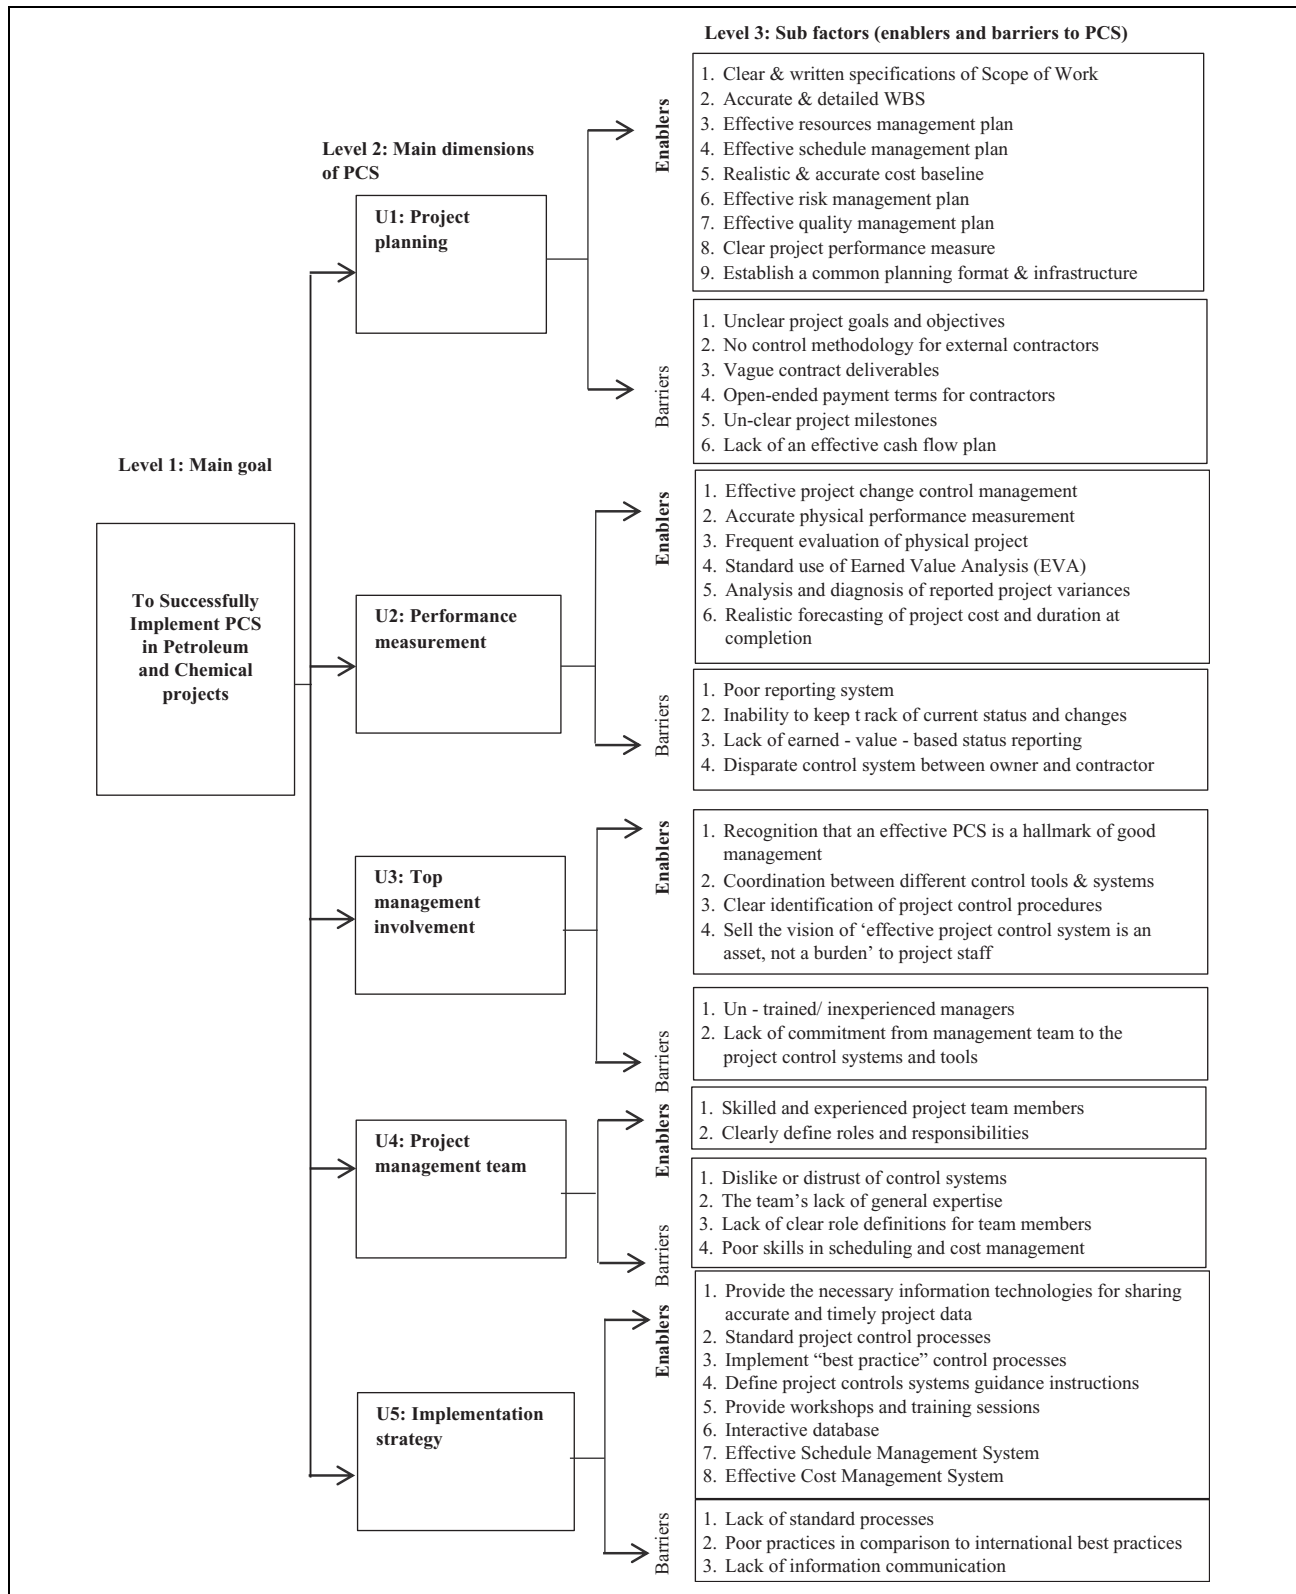 Level 3: Sub factors (enablers and barriers to PCS)
Level 2: Main dimensions
of PCS
Level 1: Main goal
To Successfully
Implement PCS
in Petroleum
and Chemical
projects
U1: Project
planning
Enablers
1. Clear & written specifications of Scope of Work
2. Accurate & detailed WBS
3. Effective resources management plan
4. Effective schedule management plan
5. Realistic & accurate cost baseline
6. Effective risk management plan
7. Effective quality management plan
8. Clear project performance measure
9. Establish a common planning format & infrastructure
Barriers
1. Unclear project goals and objectives
2. No control methodology for external contractors
3. Vague contract deliverables
4. Open-ended payment terms for contractors
5. Un-clear project milestones
6. Lack of an effective cash flow plan
U2: Performance
measurement
Enablers
1. Effective project change control management
2. Accurate physical performance measurement
3. Frequent evaluation of physical project
4. Standard use of Earned Value Analysis (EVA)
5. Analysis and diagnosis of reported project variances
6. Realistic forecasting of project cost and duration at
completion
Barriers
1. Poor reporting system
2. Inability to keep t rack of current status and changes
3. Lack of earned - value - based status reporting
4. Disparate control system between owner and contractor
U3: Top
management
involvement
Enablers
1. Recognition that an effective PCS is a hallmark of good
management
2. Coordination between different control tools & systems
3. Clear identification of project control procedures
4. Sell the vision of ‘effective project control system is an
asset, not a burden’ to project staff
Barriers
1. Un - trained/ inexperienced managers
2. Lack of commitment from management team to the
project control systems and tools
U4: Project
management team
Enablers
1. Skilled and experienced project team members
2. Clearly define roles and responsibilities
Barriers
1. Dislike or distrust of control systems
2. The team’s lack of general expertise
3. Lack of clear role definitions for team members
4. Poor skills in scheduling and cost management
U5: Implementation
strategy
Enablers
1. Provide the necessary information technologies for sharing
accurate and timely project data
2. Standard project control processes
3. Implement “best practice” control processes
4. Define project controls systems guidance instructions
5. Provide workshops and training sessions
6. Interactive database
7. Effective Schedule Management System
8. Effective Cost Management System
Barriers
1. Lack of standard processes
2. Poor practices in comparison to international best practices
3. Lack of information communication